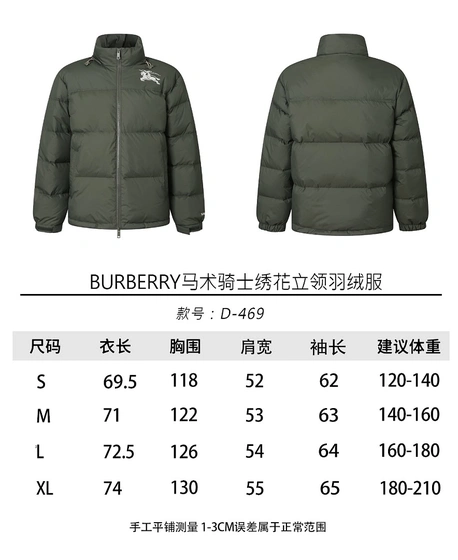 BURBERRY马术骑士绣花立领羽绒服
款号：D-469
尺码 衣长 胸围 肩宽 袖长 建议体重
S 69.5 118 52 62 120-140
M 71 122 53 63 140-160
L 72.5 126 54 64 160-180
XL 74 130 55 65 180-210
手工平铺测量 1-3CM误差属于正常范围